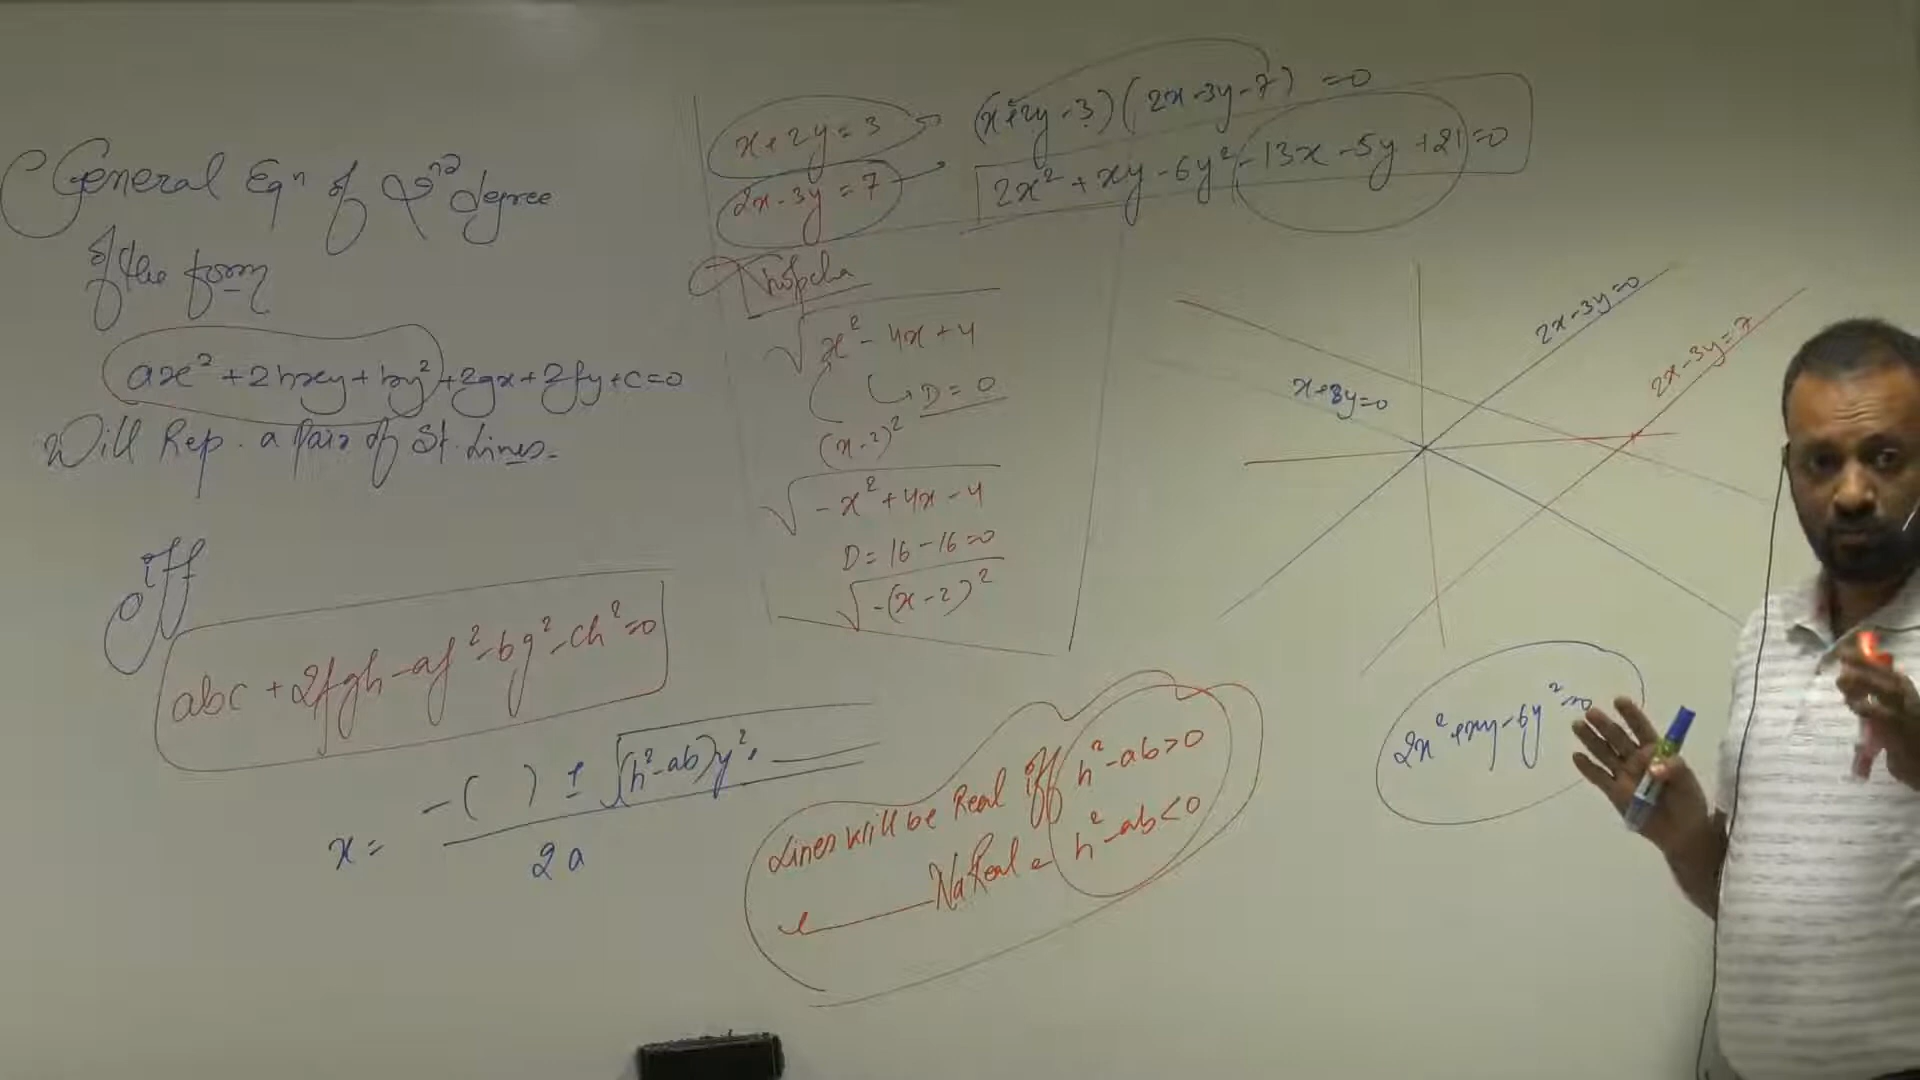 General Eqⁿ of 2ⁿᵈ degree
of the form
ax² + 2hxy + by² + 2gx + 2fy + c = 0
Will Rep. a pair of St. Lines.
iff
abc + 2fgh - af² - bg² - ch² = 0
x = -( ) ± √(h² - ab)y² + / 2a
x + 2y = 3
2x - 3y = 7
(x + 2y - 3)(2x - 3y - 7) = 0
2x² + xy - 6y² - 13x - 5y + 21 = 0
√x² - 4x + 4
D = 0
(x - 2)²
√-x² + 4x - 4
D = 16 - 16 = 0
√-(x - 2)²
Lines will be Real iff h² - ab > 0
Na Real h² - ab < 0
2x - 3y = 0
2x - 3y = 7
x + 3y = 0
2x² + xy - 6y² = 0